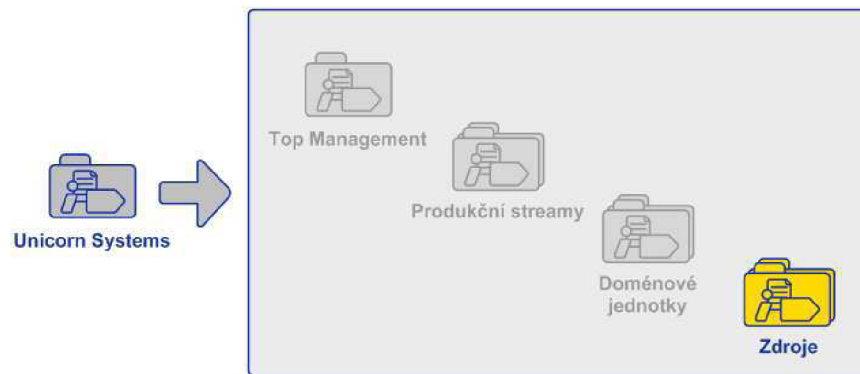 Top Management
Produkční streamy
Unicorn Systems
Doménové
jednotky
Zdroje